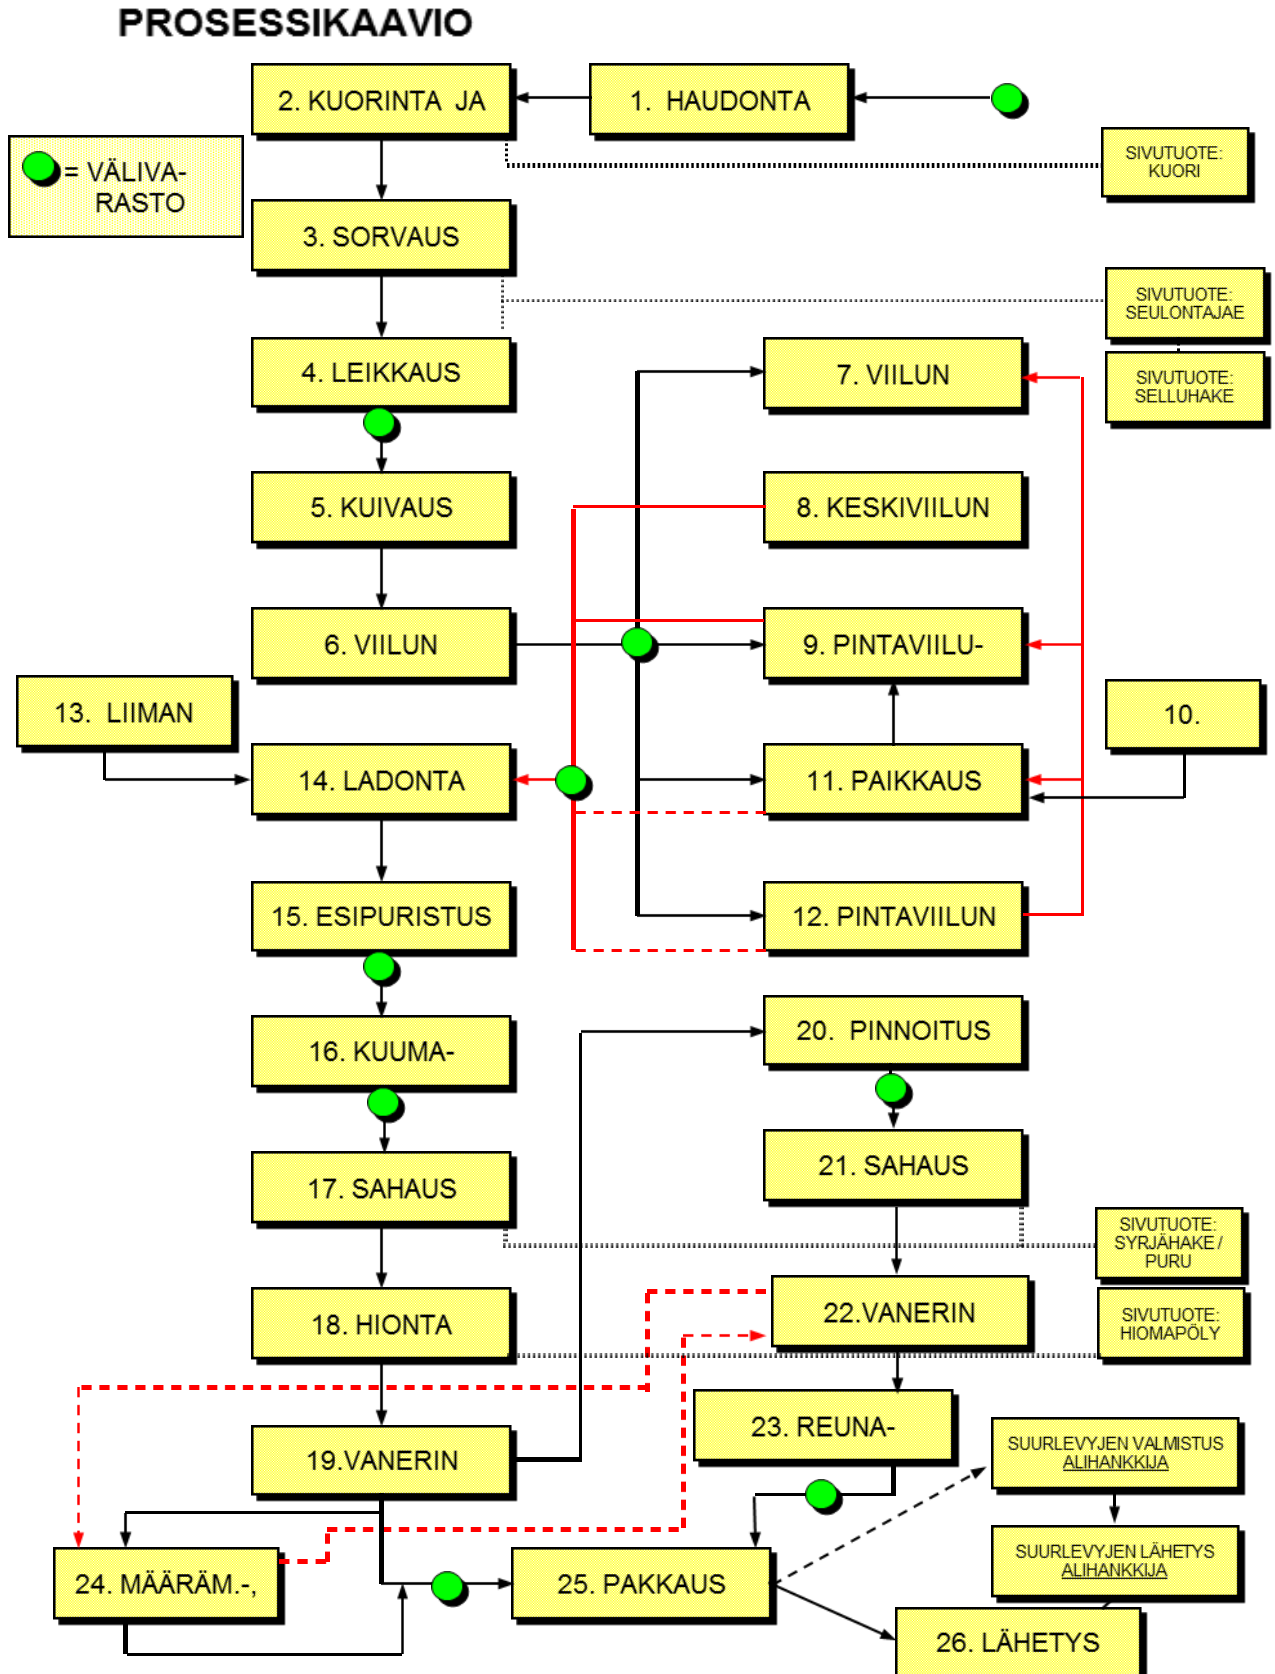 PROSESSIKAAVIO
2. KUORINTA JA
1. HAUDONTA
= VÄLIVA-
RASTO
SIVUTUOTE:
KUORI
3. SORVAUS
SIVUTUOTE:
SEULONTAJAE
4. LEIKKAUS
7. VIILUN
SIVUTUOTE:
SELLUHAKE
5. KUIVAUS
8. KESKIVIILUN
6. VIILUN
9. PINTAVIILU-
13. LIIMAN
10.
14. LADONTA
11. PAIKKAUS
15. ESIPURISTUS
12. PINTAVIILUN
16. KUUMA-
20. PINNOITUS
17. SAHAUS
21. SAHAUS
SIVUTUOTE:
SYRJÄHAKE /
PURU
18. HIONTA
22.VANERIN
SIVUTUOTE:
HIOMAPÖLY
19.VANERIN
23. REUNA-
SUURLEVYJEN VALMISTUS
ALIHANKKIJA
24. MÄÄRÄM.-,
25. PAKKAUS
SUURLEVYJEN LÄHETYS
ALIHANKKIJA
26. LÄHETYS